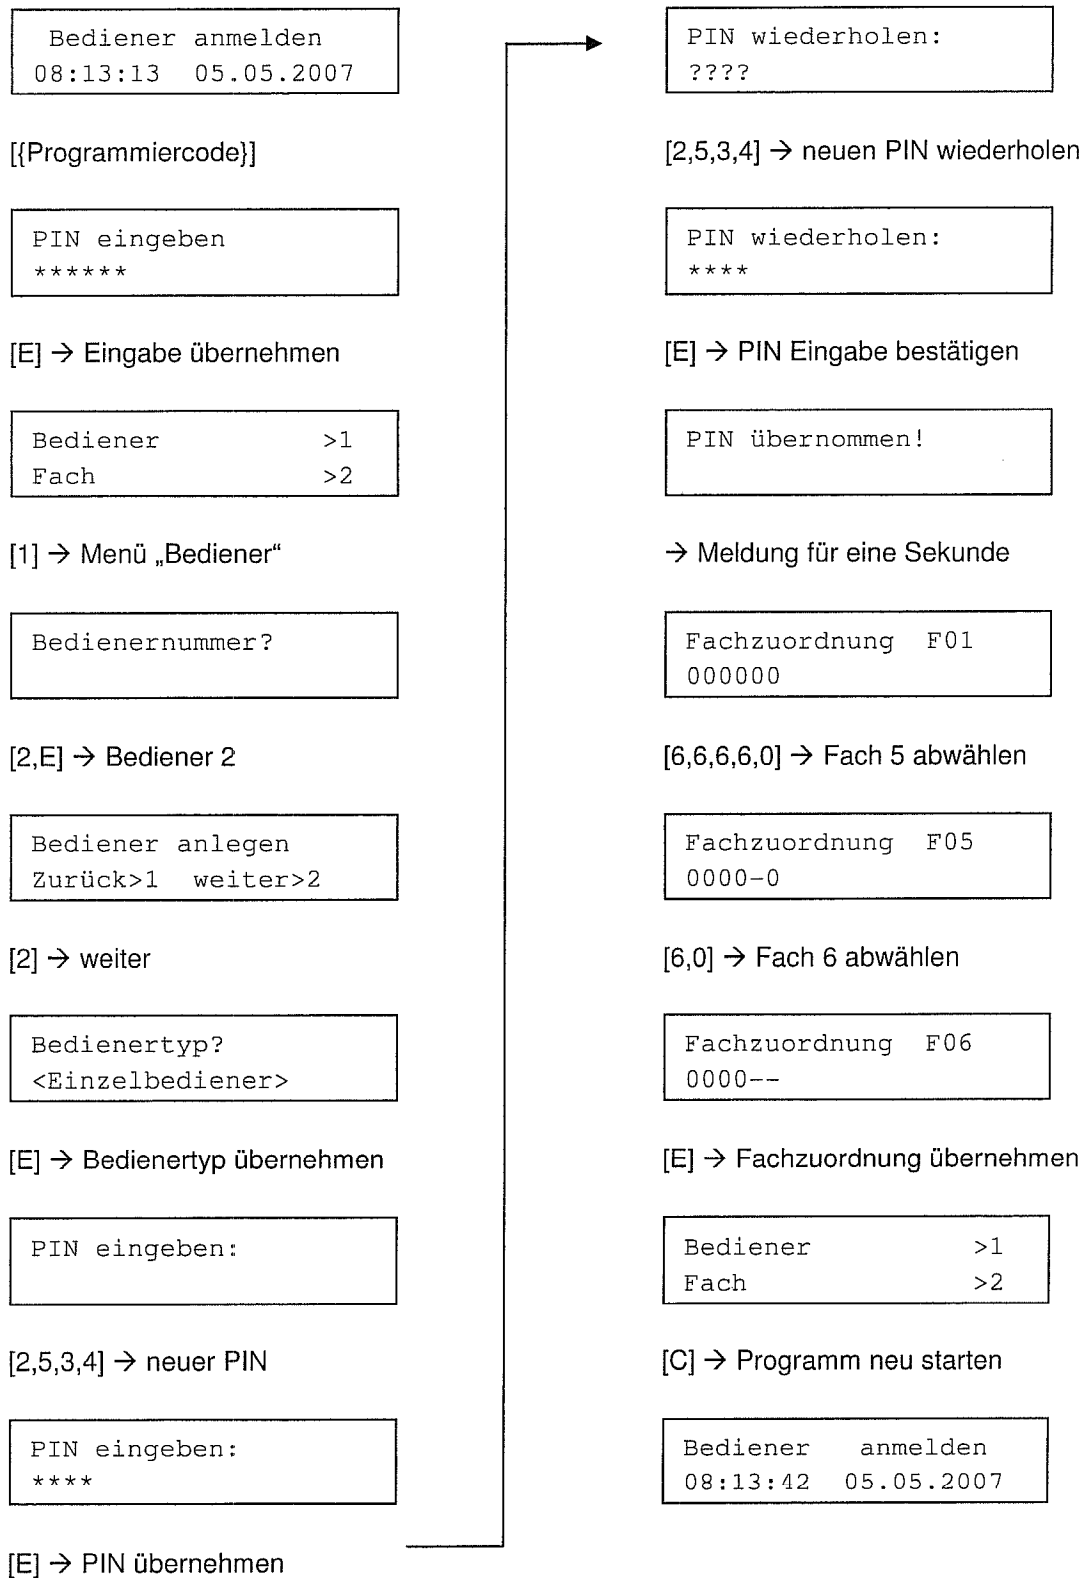 Bediener anmelden
08:13:13 05.05.2007
[{Programmiercode}]
PIN eingeben
******
[E] → Eingabe übernehmen
Bediener >1
Fach >2
[1] → Menü „Bediener“
Bedienernummer?
[2,E] → Bediener 2
Bediener anlegen
Zurück>1 weiter>2
[2] → weiter
Bedienertyp?
<Einzelbediener>
[E] → Bedienertyp übernehmen
PIN eingeben:
[2,5,3,4] → neuer PIN
PIN eingeben:
****
[E] → PIN übernehmen
PIN wiederholen:
????
[2,5,3,4] → neuen PIN wiederholen
PIN wiederholen:
****
[E] → PIN Eingabe bestätigen
PIN übernommen!
→ Meldung für eine Sekunde
Fachzuordnung F01
000000
[6,6,6,6,0] → Fach 5 abwählen
Fachzuordnung F05
0000-0
[6,0] → Fach 6 abwählen
Fachzuordnung F06
0000--
[E] → Fachzuordnung übernehmen
Bediener >1
Fach >2
[C] → Programm neu starten
Bediener anmelden
08:13:42 05.05.2007